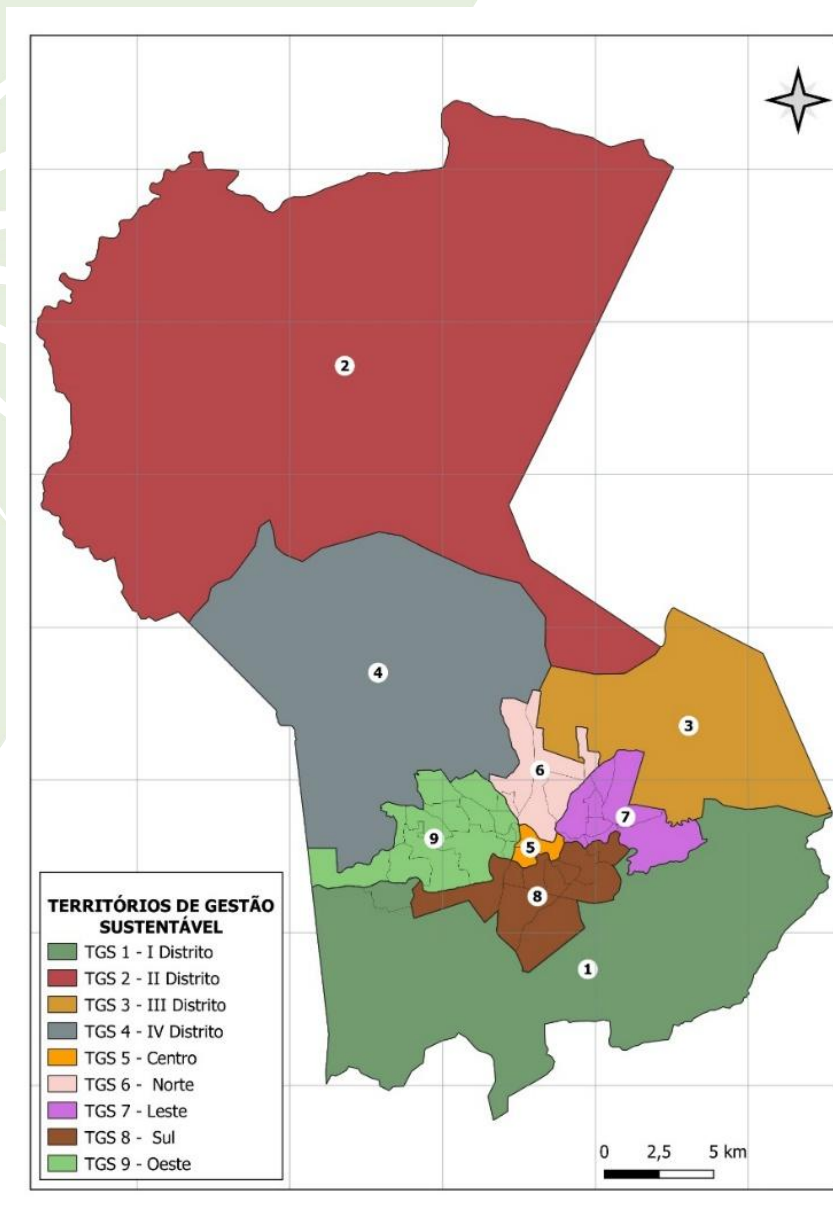 2
4
3
6
7
5
9
8
1
TERRITÓRIOS DE GESTÃO
SUSTENTÁVEL
TGS 1 - I Distrito
TGS 2 - II Distrito
TGS 3 - III Distrito
TGS 4 - IV Distrito
TGS 5 - Centro
TGS 6 - Norte
TGS 7 - Leste
TGS 8 - Sul
TGS 9 - Oeste
0 2,5 5 km